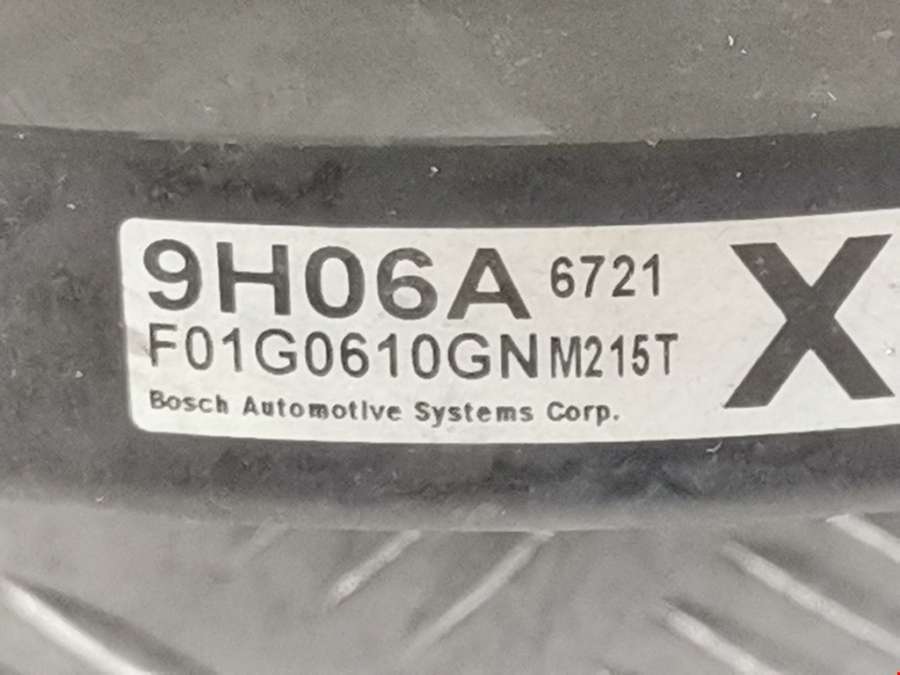 9H06A 6721 X
F01G0610GN M215T
Bosch Automotive Systems Corp.